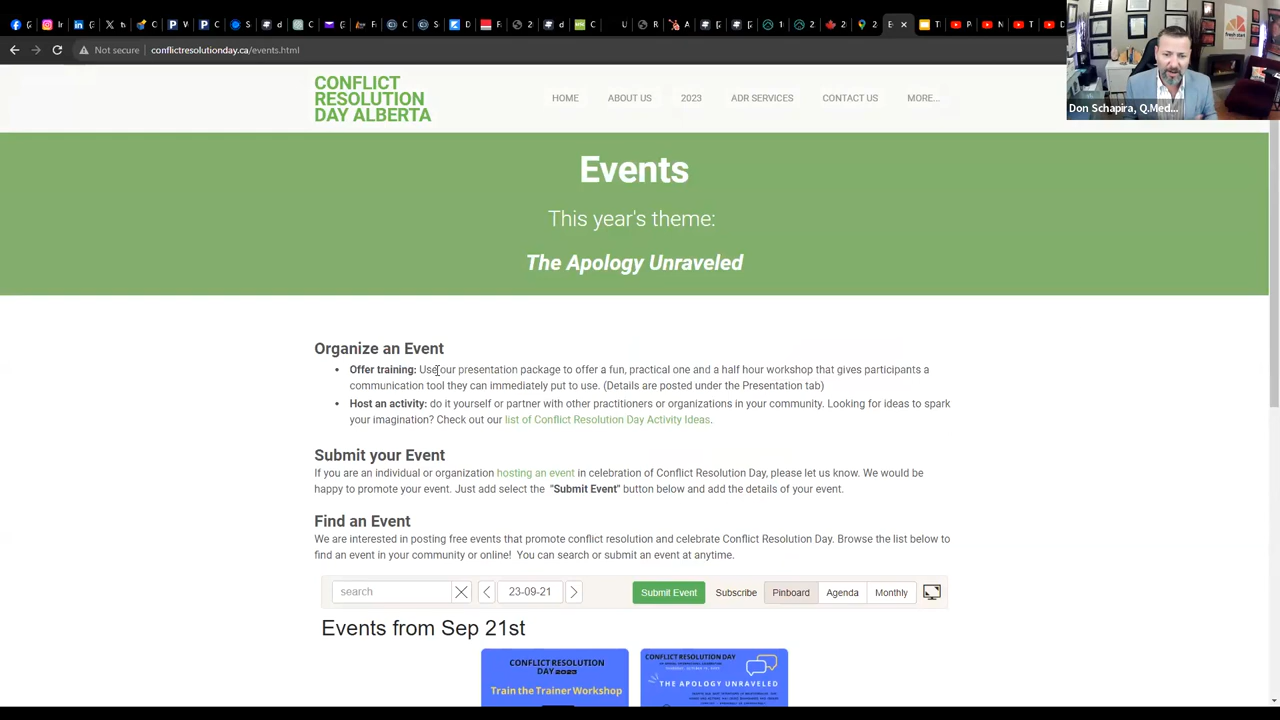 Not secure conflictresolutionday.ca/events.html
Don Schapira, Q.Med...
fresh start
CONFLICT
RESOLUTION
DAY ALBERTA
HOME ABOUT US 2023 ADR SERVICES CONTACT US MORE...
Events
This year's theme:
The Apology Unraveled
Organize an Event
• Offer training: Use our presentation package to offer a fun, practical one and a half hour workshop that gives participants a
communication tool they can immediately put to use. (Details are posted under the Presentation tab)
• Host an activity: do it yourself or partner with other practitioners or organizations in your community. Looking for ideas to spark
your imagination? Check out our list of Conflict Resolution Day Activity Ideas.
Submit your Event
If you are an individual or organization hosting an event in celebration of Conflict Resolution Day, please let us know. We would be
happy to promote your event. Just add select the "Submit Event" button below and add the details of your event.
Find an Event
We are interested in posting free events that promote conflict resolution and celebrate Conflict Resolution Day. Browse the list below to
find an event in your community or online! You can search or submit an event at anytime.
search 23-09-21 Submit Event Subscribe Pinboard Agenda Monthly
Events from Sep 21st
CONFLICT RESOLUTION
DAY 2023
Train the Trainer Workshop
CONFLICT RESOLUTION DAY
THE APOLOGY UNRAVELED